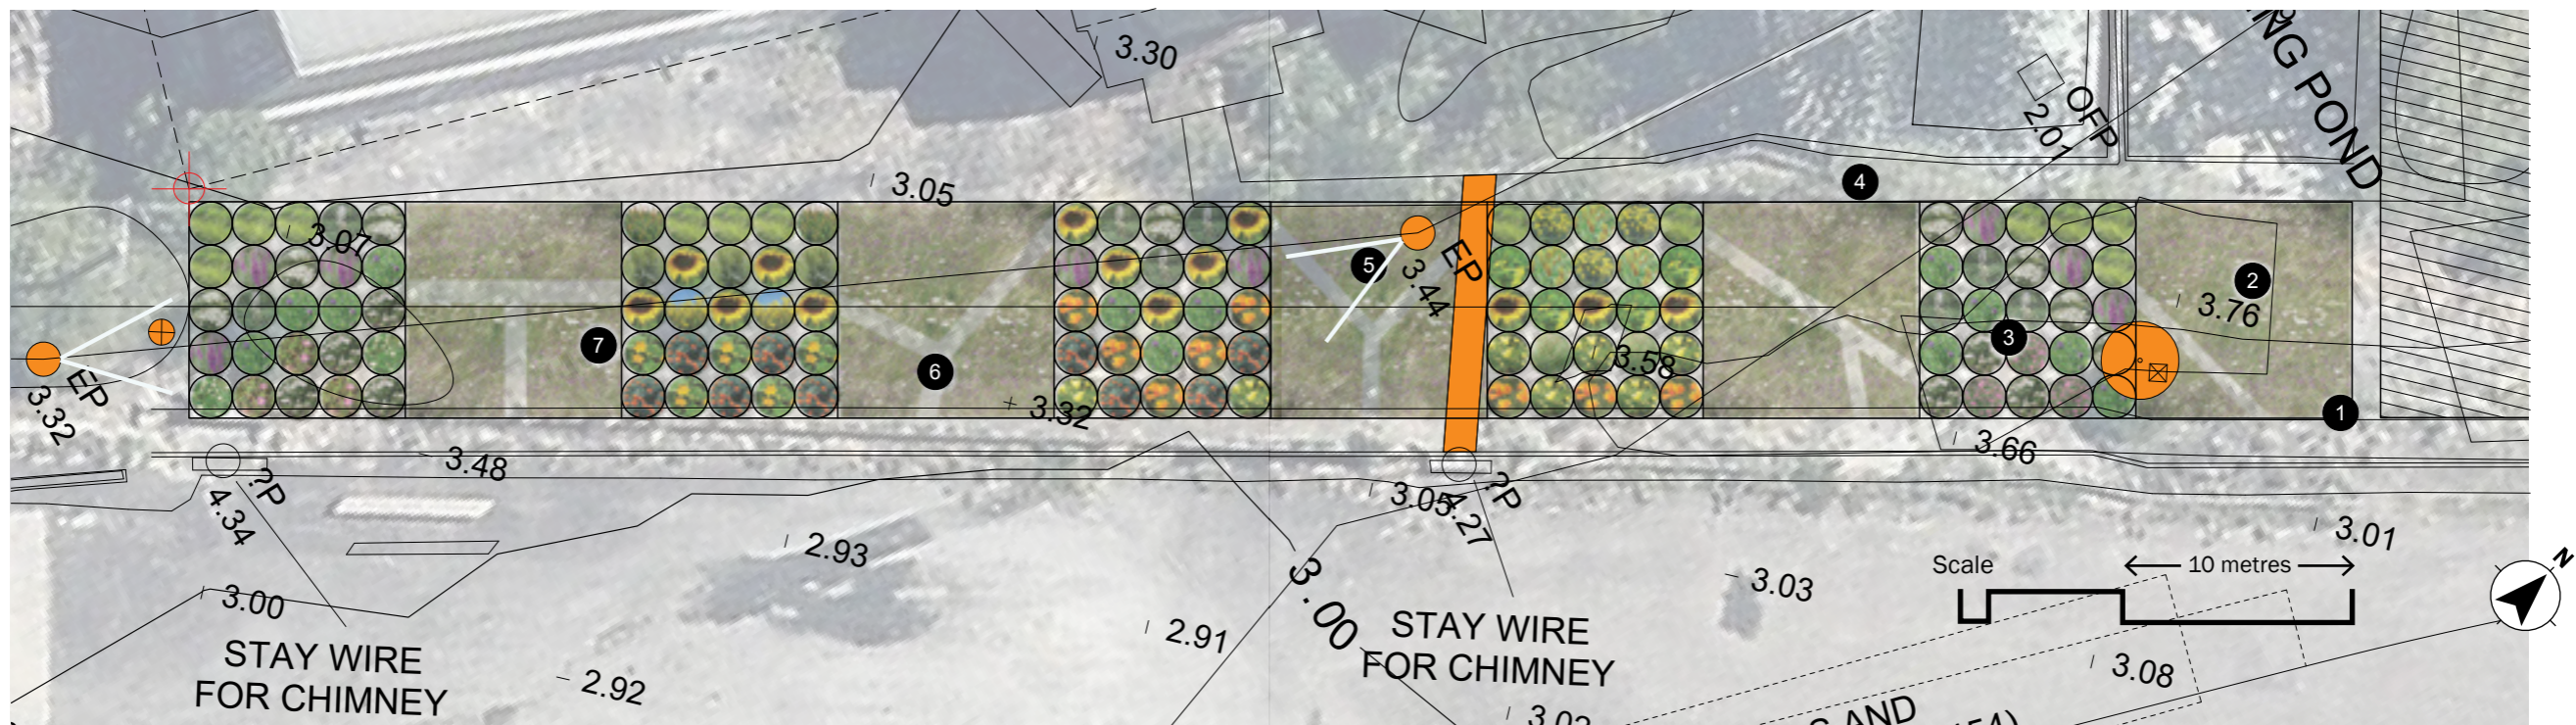 3.30
ING POND
OFP
2.01
4
3.05
3.07
EP
3.44
5
2
3.76
3
3.58
7
6
EP
3.32
3.32
1
3.66
3.48
?P
4.34
3.05
4.27
?P
3.01
2.93
3.00
3.00
Scale
10 metres
N
3.03
2.91
STAY WIRE
FOR CHIMNEY
STAY WIRE
FOR CHIMNEY
2.92
3.08
S AND